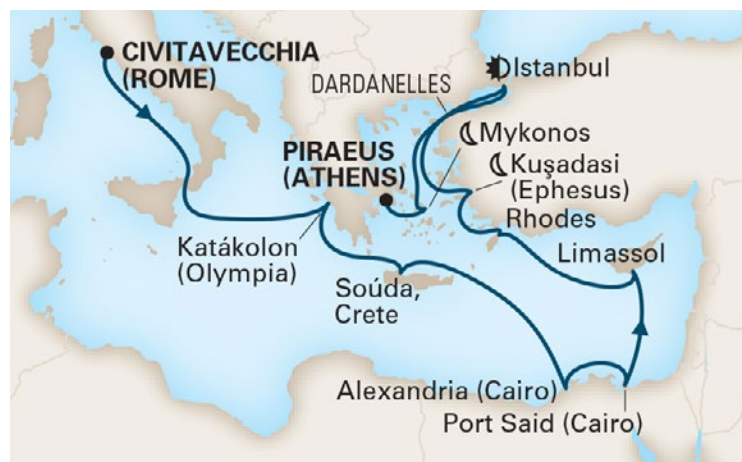 CIVITAVECCHIA
(ROME)
Istanbul
DARDANELLES
Mykonos
PIRAEUS
(ATHENS)
Kuşadasi
(Ephesus)
Rhodes
Katákolon
(Olympia)
Limassol
Soúda,
Crete
Alexandria (Cairo)
Port Said (Cairo)